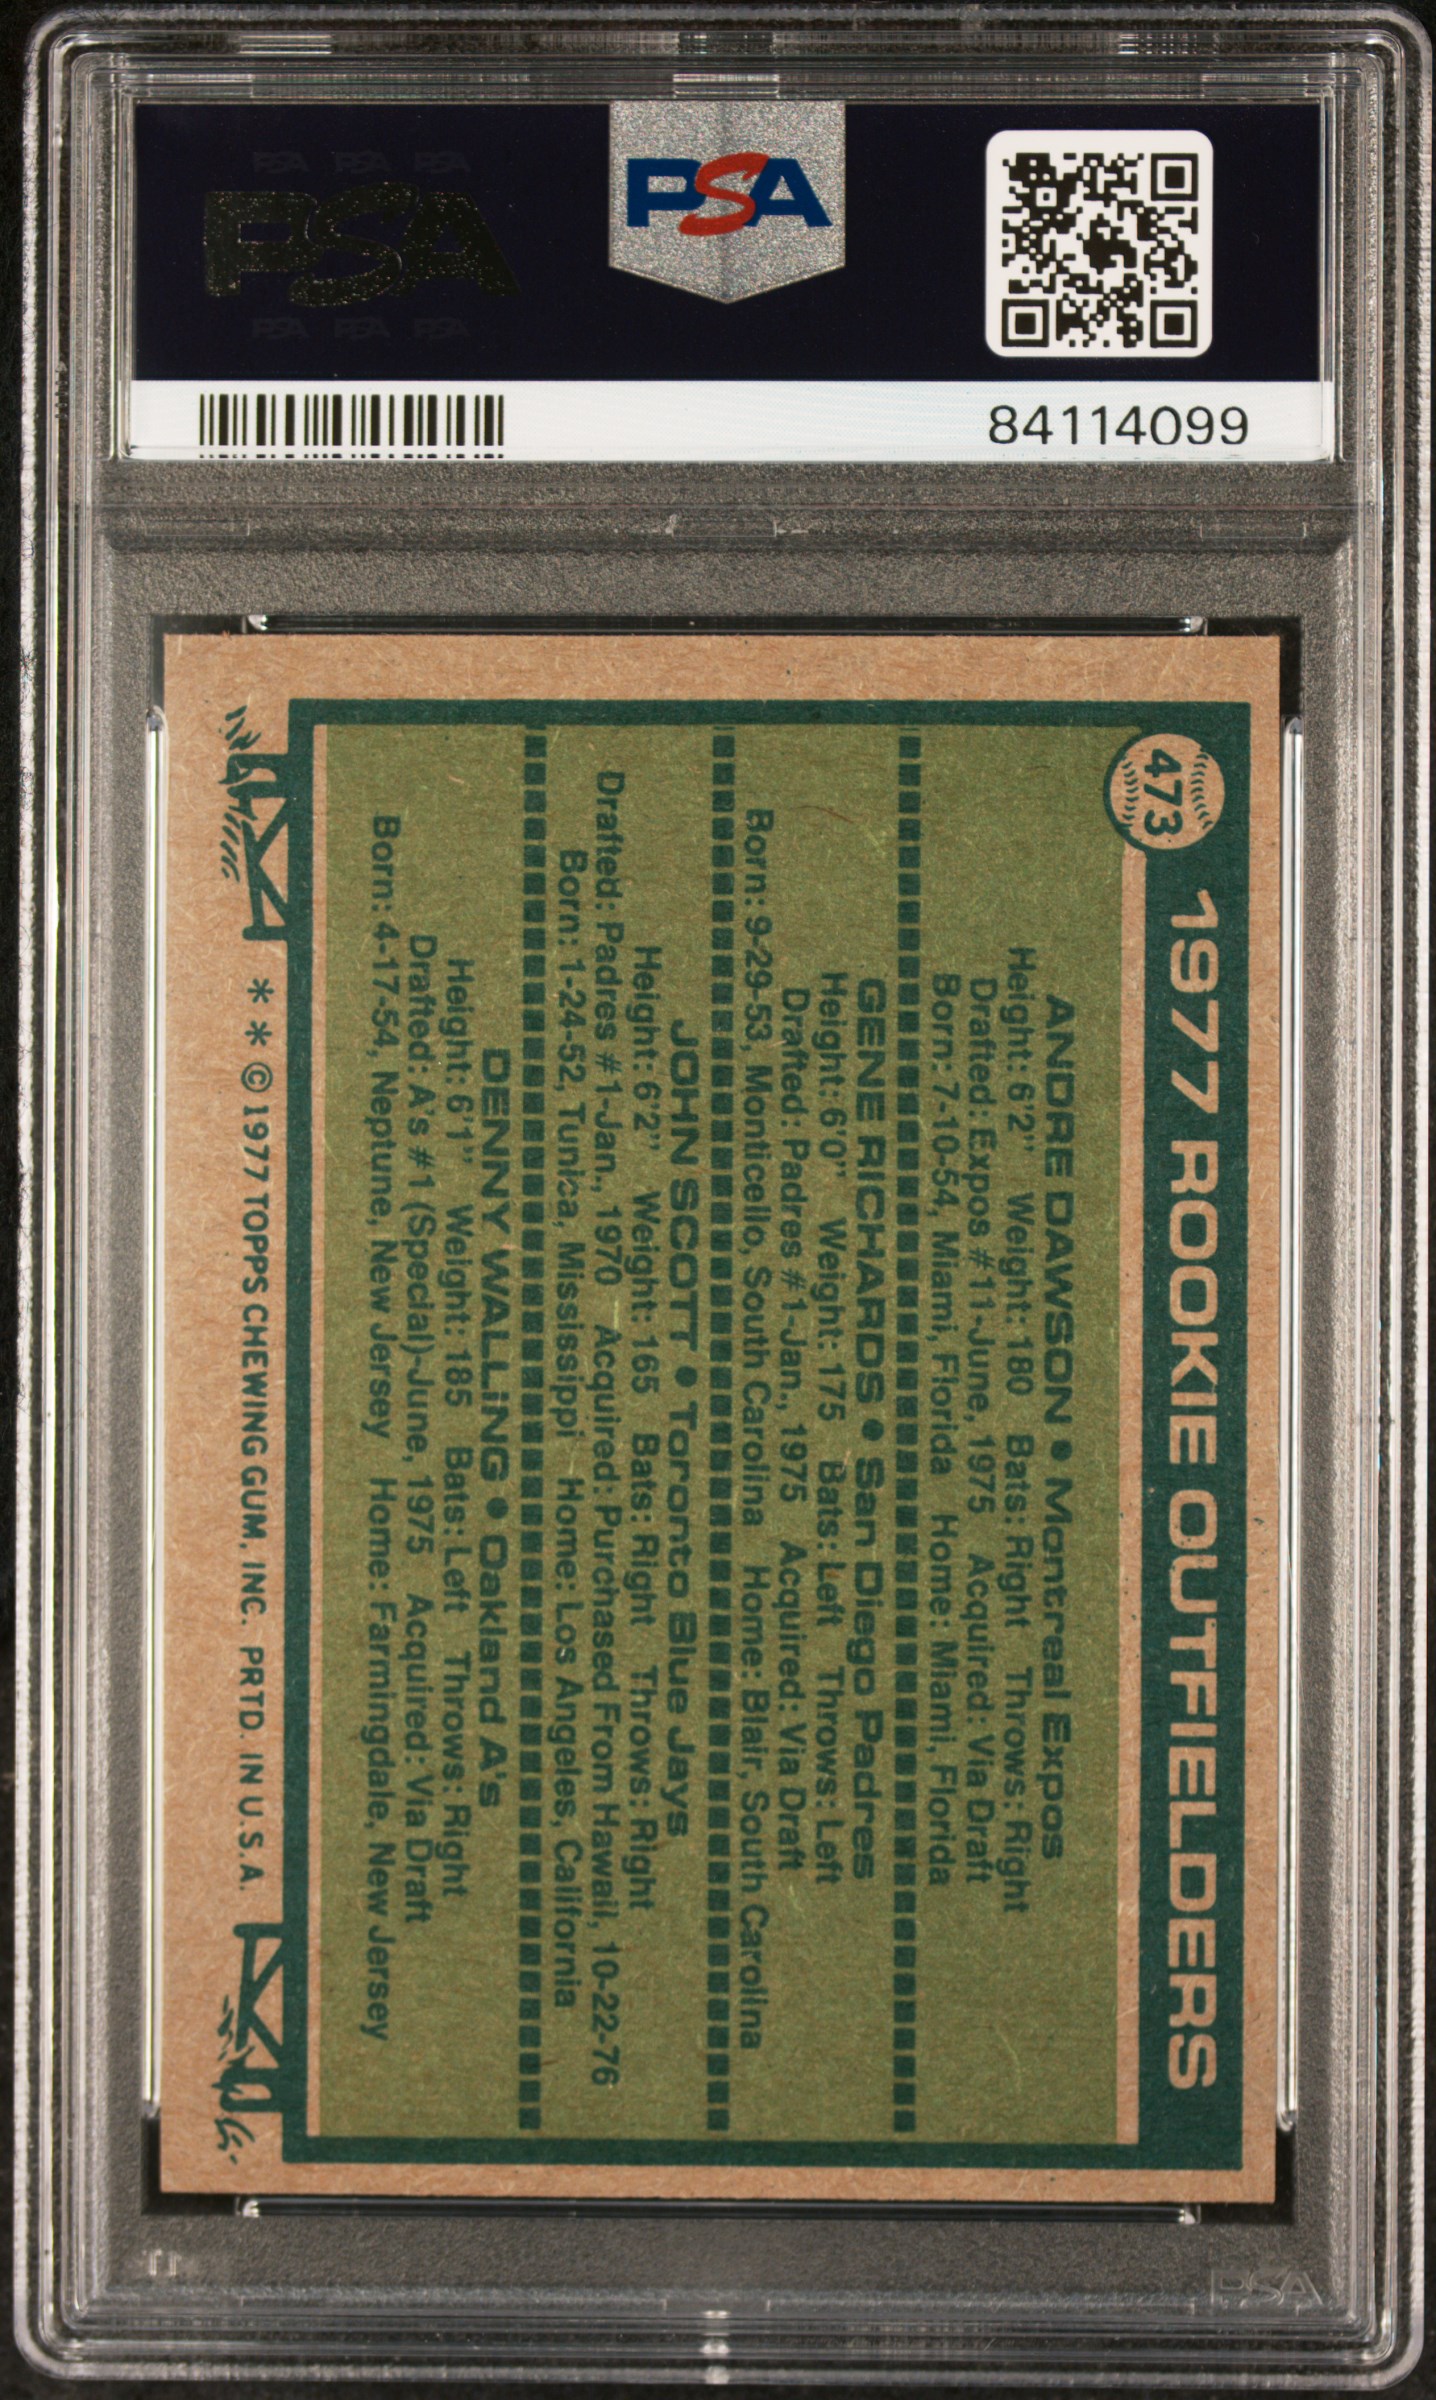 PSA PSA PSA
PSA
PSA PSA PSA
PSA
84114099
473
1977 ROOKIE OUTFIELDERS
ANDRE DAWSON • Montreal Expos
Height: 6'2" Weight: 180 Bats: Right Throws: Right
Drafted: Expos #11-June, 1975 Acquired: Via Draft
Born: 7-10-54, Miami, Florida Home: Miami, Florida
GENE RICHARDS • San Diego Padres
Height: 6'0" Weight: 175 Bats: Left Throws: Left
Drafted: Padres #1-Jan., 1975 Acquired: Via Draft
Born: 9-29-53, Monticello, South Carolina Home: Blair, South Carolina
JOHN SCOTT • Toronto Blue Jays
Height: 6'2" Weight: 165 Bats: Right Throws: Right
Drafted: Padres #1-Jan., 1970 Acquired: Purchased From Hawaii, 10-22-76
Born: 1-24-52, Tunica, Mississippi Home: Los Angeles, California
DENNY WALLING • Oakland A's
Height: 6'1" Weight: 185 Bats: Left Throws: Right
Drafted: A's #1 (Special)-June, 1975 Acquired: Via Draft
Born: 4-17-54, Neptune, New Jersey Home: Farmingdale, New Jersey
* * © 1977 TOPPS CHEWING GUM, INC. PRTD. IN U.S.A.
PSA